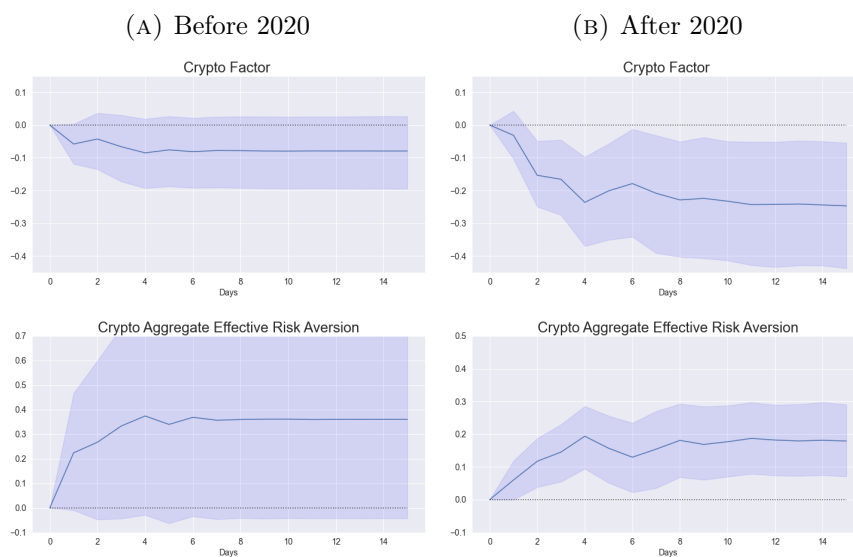 (A) Before 2020
(B) After 2020
Crypto Factor
0.1
0.0
−0.1
−0.2
−0.3
−0.4
0 2 4 6 8 10 12 14
Days
Crypto Factor
0.1
0.0
−0.1
−0.2
−0.3
−0.4
0 2 4 6 8 10 12 14
Days
Crypto Aggregate Effective Risk Aversion
0.7
0.6
0.5
0.4
0.3
0.2
0.1
0.0
−0.1
0 2 4 6 8 10 12 14
Days
Crypto Aggregate Effective Risk Aversion
0.5
0.4
0.3
0.2
0.1
0.0
−0.1
0 2 4 6 8 10 12 14
Days